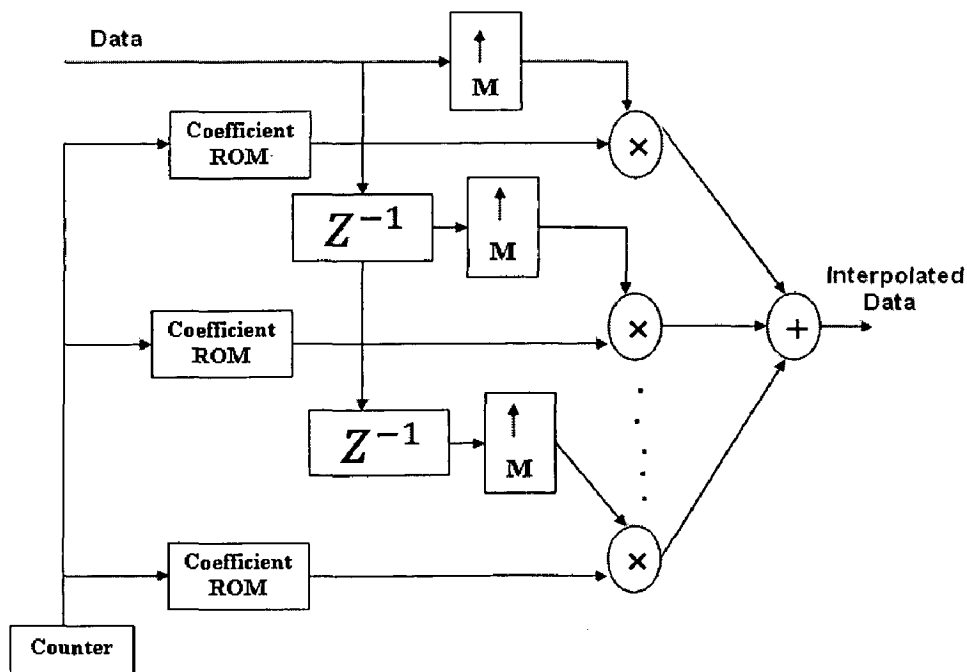 Data
↑
M
Coefficient
ROM
×
Z⁻¹
↑
M
Interpolated
Data
Coefficient
ROM
×
+
Z⁻¹
↑
M
Coefficient
ROM
×
Counter